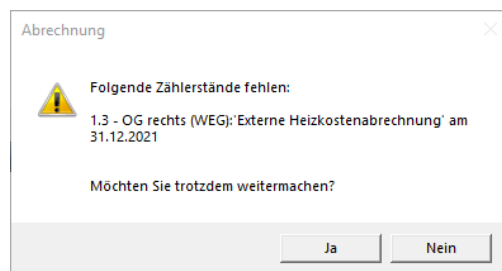 Abrechnung
Folgende Zählerstände fehlen:
1.3 - OG rechts (WEG):'Externe Heizkostenabrechnung' am
31.12.2021
Möchten Sie trotzdem weitermachen?
Ja
Nein